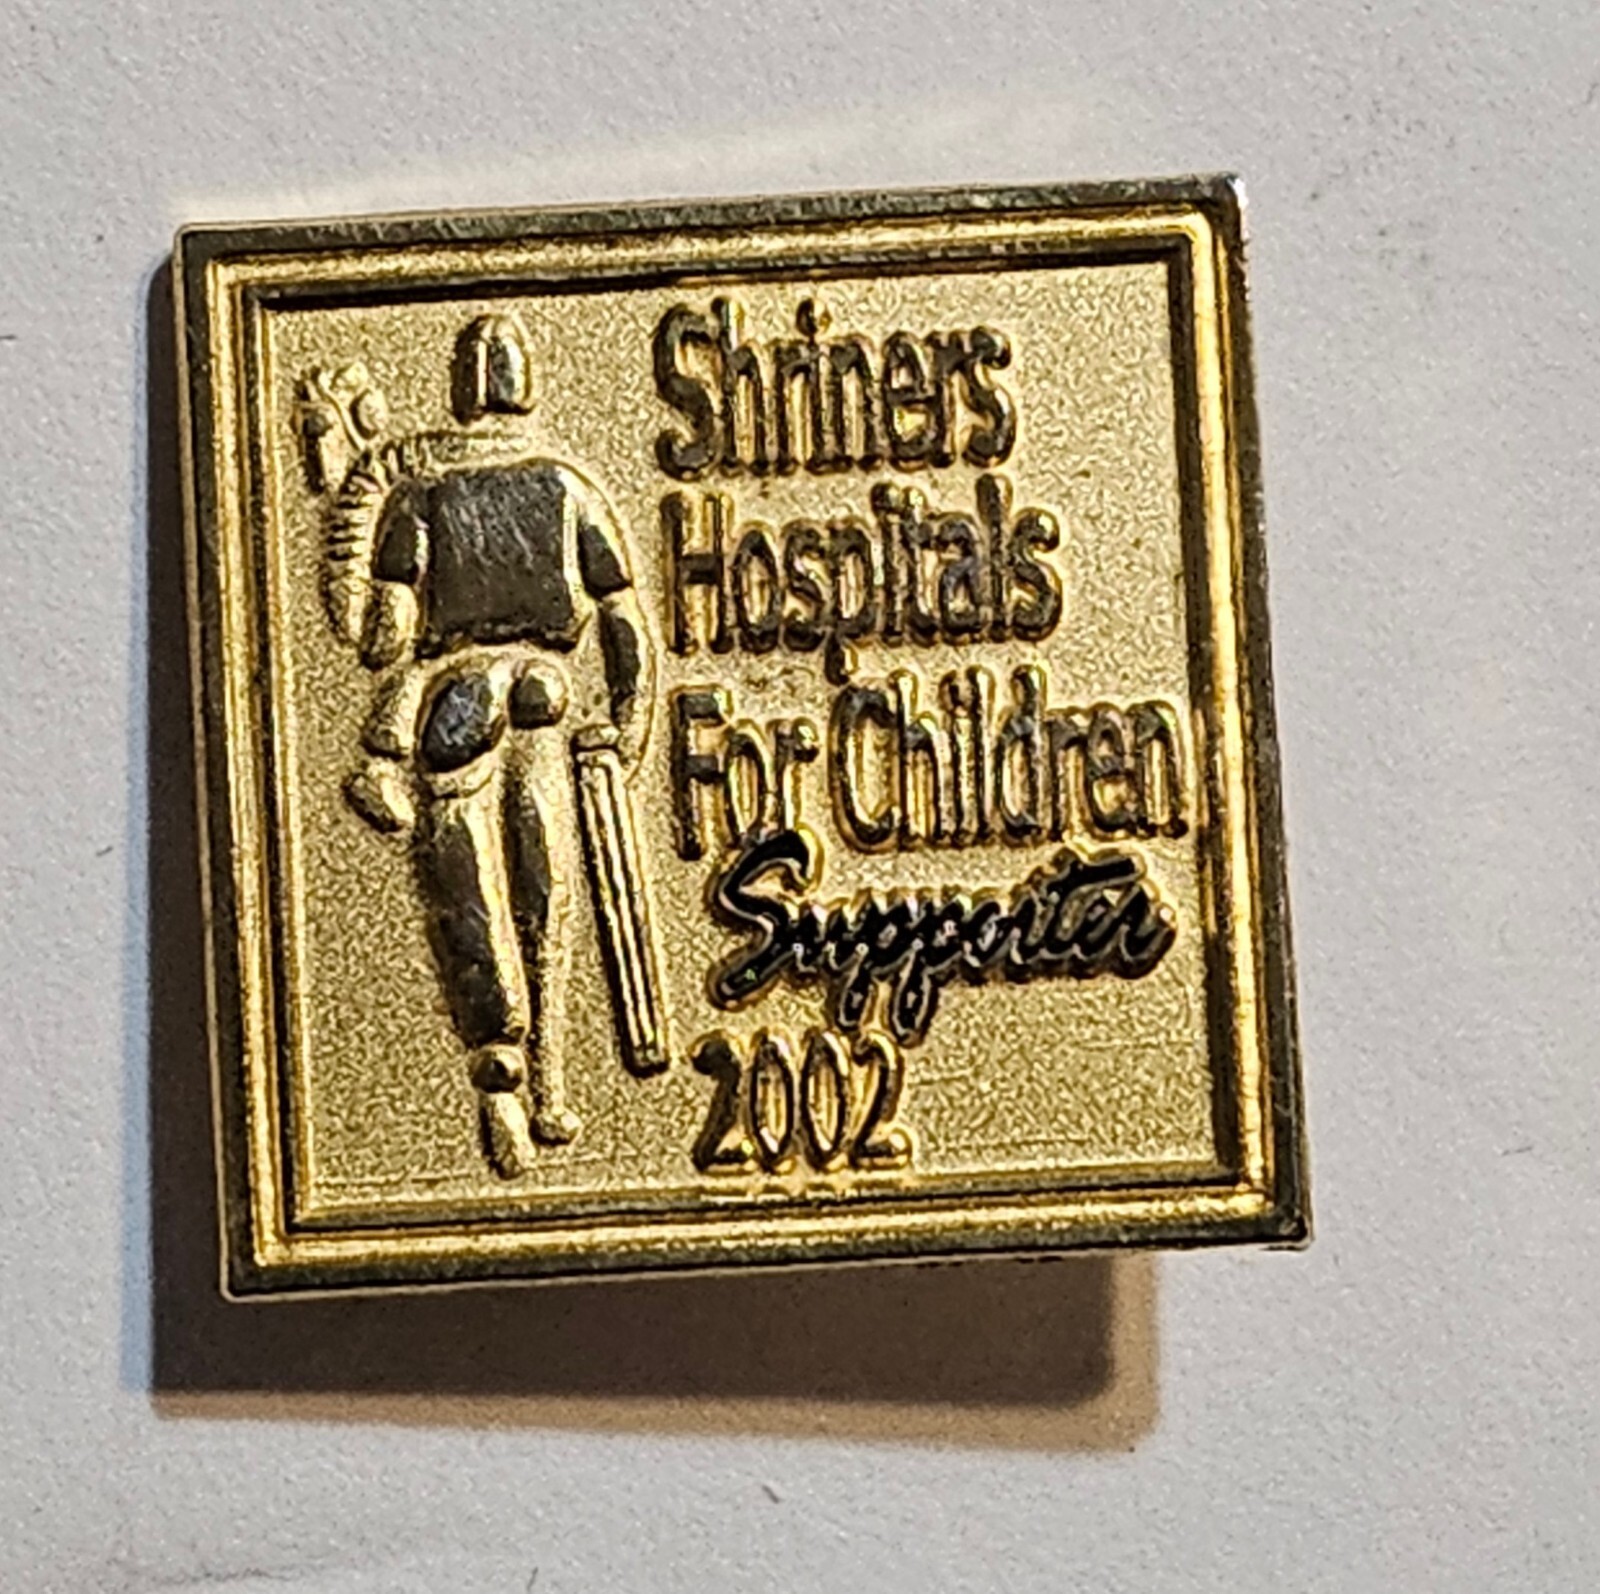 Shriners
Hospitals
For Children
Supporter
2002